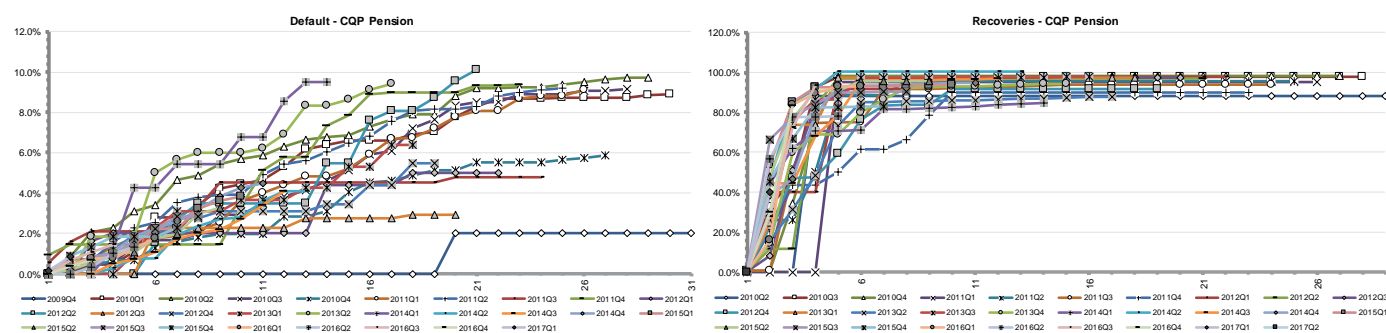 Default - CQP Pension
12.0%
10.0%
8.0%
6.0%
4.0%
2.0%
0.0%
1 6 11 16 21 26 31
2009Q4 2010Q1 2010Q2 2010Q3 2010Q4 2011Q1 2011Q2 2011Q3 2011Q4 2012Q1
2012Q2 2012Q3 2012Q4 2013Q1 2013Q2 2013Q3 2014Q1 2014Q3 2014Q4 2015Q1
2015Q2 2015Q3 2015Q4 2016Q1 2016Q2 2016Q3 2016Q4 2017Q1
Recoveries - CQP Pension
120.0%
100.0%
80.0%
60.0%
40.0%
20.0%
0.0%
1 6 11 16 21 26
2010Q2 2010Q3 2010Q4 2011Q1 2011Q2 2011Q3 2011Q4 2012Q1 2012Q2 2012Q3
2012Q4 2013Q1 2013Q2 2013Q3 2013Q4 2014Q1 2014Q2 2014Q3 2014Q4 2015Q1
2015Q2 2015Q3 2015Q4 2016Q1 2016Q2 2016Q3 2016Q4 2017Q1 2017Q2